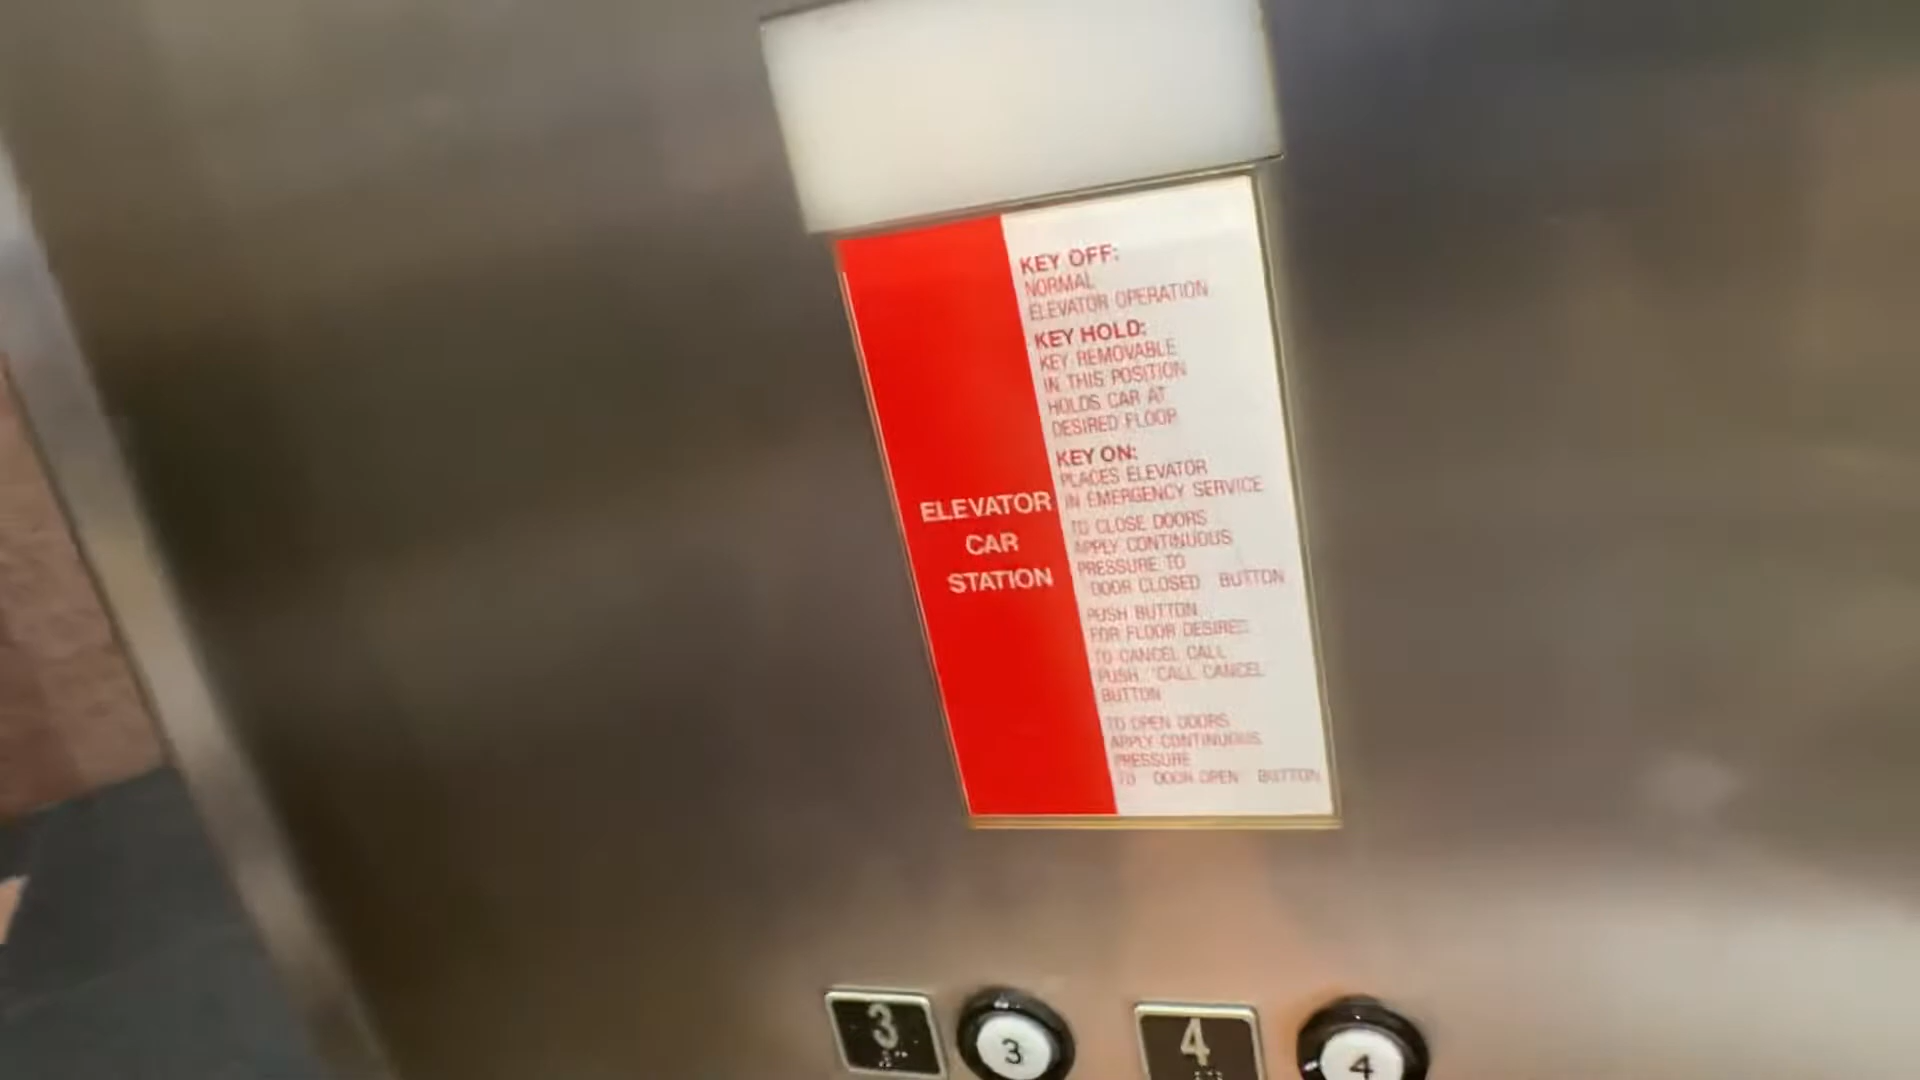 ELEVATOR
CAR
STATION
KEY OFF:
NORMAL
ELEVATOR OPERATION
KEY HOLD:
KEY REMOVABLE
IN THIS POSITION
HOLDS CAR AT
DESIRED FLOOR
KEY ON:
PLACES ELEVATOR
IN EMERGENCY SERVICE
TO CLOSE DOORS
APPLY CONTINUOUS
PRESSURE TO
DOOR CLOSED BUTTON
PUSH BUTTON
FOR FLOOR DESIRED
TO CANCEL CALL
PUSH "CALL CANCEL
BUTTON
TO OPEN DOORS
APPLY CONTINUOUS
PRESSURE
TO DOOR OPEN BUTTON
3 3 4 4